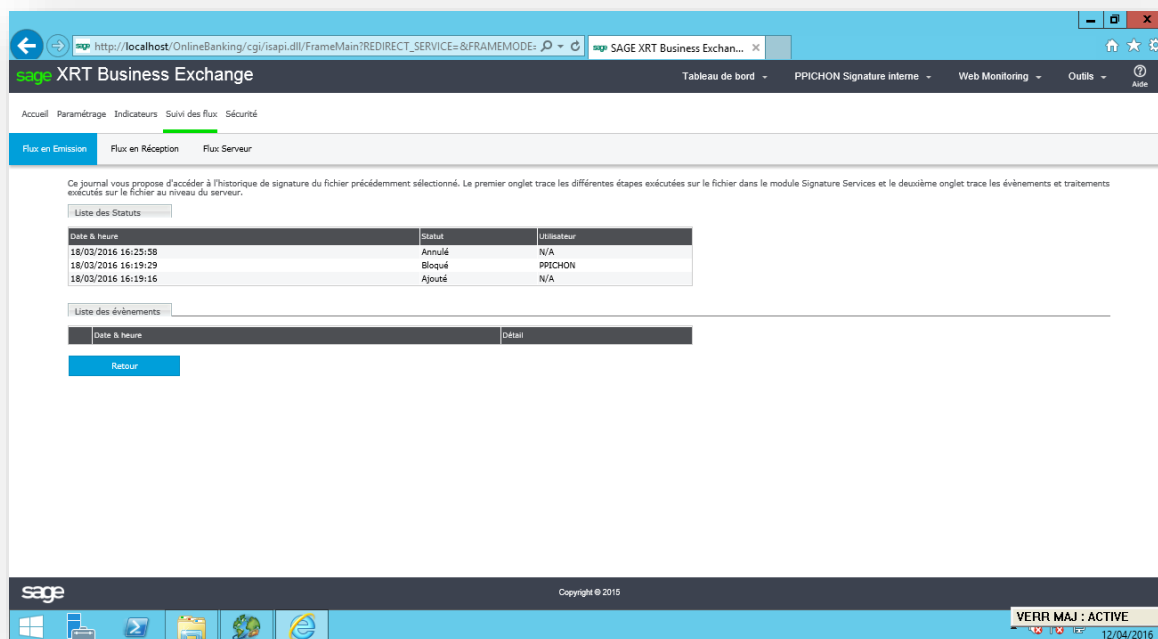 http://localhost/OnlineBanking/cgi/isapi.dll/FrameMain?REDIRECT_SERVICE=&FRAMEMODE:
sage SAGE XRT Business Exchan...
sage XRT Business Exchange
Tableau de bord
PPICHON Signature interne
Web Monitoring
Outils
Aide
Accueil Paramétrage Indicateurs Suivi des flux Sécurité
Flux en Emission Flux en Réception Flux Serveur
Ce journal vous propose d'accéder à l'historique de signature du fichier précédemment sélectionné. Le premier onglet trace les différentes étapes exécutées sur le fichier dans le module Signature Services et le deuxième onglet trace les évènements et traitements
exécutés sur le fichier au niveau du serveur.
Liste des Statuts
Date & heure Statut Utilisateur
18/03/2016 16:25:58 Annulé N/A
18/03/2016 16:19:29 Bloqué PPICHON
18/03/2016 16:19:16 Ajouté N/A
Liste des évènements
Date & heure Détail
Retour
sage
Copyright © 2015
VERR MAJ : ACTIVE
12/04/2016